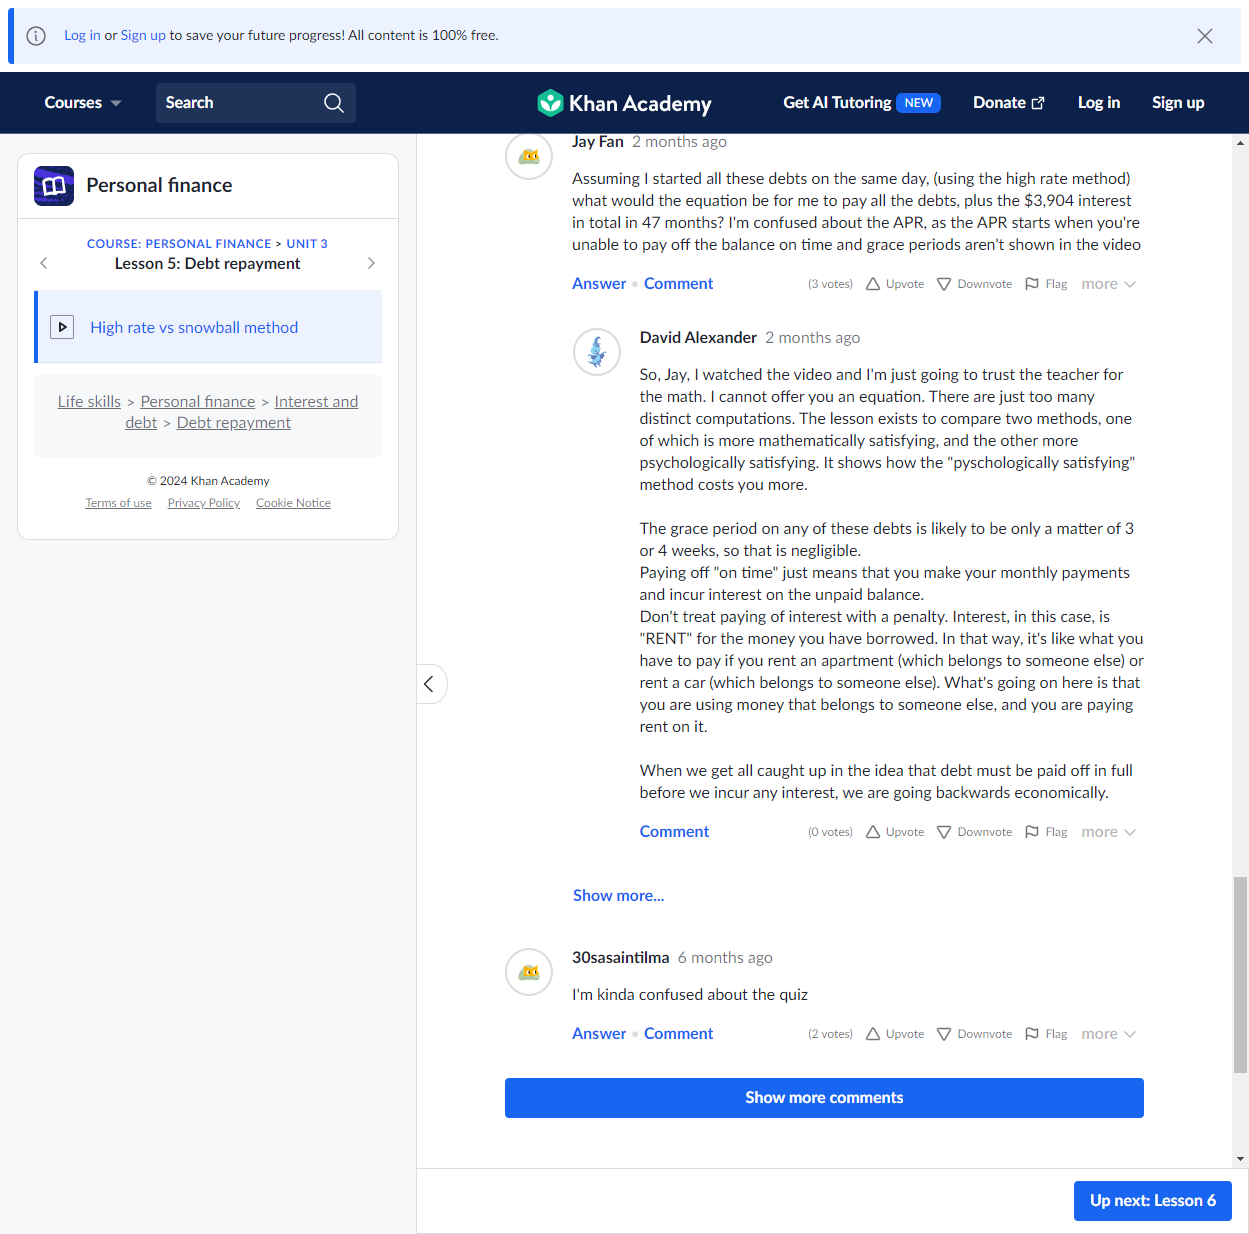 Log in or Sign up to save your future progress! All content is 100% free.
Courses
Search
Khan Academy
Get AI Tutoring NEW
Donate
Log in
Sign up
Personal finance
COURSE: PERSONAL FINANCE > UNIT 3
Lesson 5: Debt repayment
High rate vs snowball method
Life skills > Personal finance > Interest and
debt > Debt repayment
© 2024 Khan Academy
Terms of use Privacy Policy Cookie Notice
Jay Fan 2 months ago
Assuming I started all these debts on the same day, (using the high rate method)
what would the equation be for me to pay all the debts, plus the $3,904 interest
in total in 47 months? I'm confused about the APR, as the APR starts when you're
unable to pay off the balance on time and grace periods aren't shown in the video
Answer • Comment (3 votes) Upvote Downvote Flag more
David Alexander 2 months ago
So, Jay, I watched the video and I'm just going to trust the teacher for
the math. I cannot offer you an equation. There are just too many
distinct computations. The lesson exists to compare two methods, one
of which is more mathematically satisfying, and the other more
psychologically satisfying. It shows how the "pyschologically satisfying"
method costs you more.
The grace period on any of these debts is likely to be only a matter of 3
or 4 weeks, so that is negligible.
Paying off "on time" just means that you make your monthly payments
and incur interest on the unpaid balance.
Don't treat paying of interest with a penalty. Interest, in this case, is
"RENT" for the money you have borrowed. In that way, it's like what you
have to pay if you rent an apartment (which belongs to someone else) or
rent a car (which belongs to someone else). What's going on here is that
you are using money that belongs to someone else, and you are paying
rent on it.
When we get all caught up in the idea that debt must be paid off in full
before we incur any interest, we are going backwards economically.
Comment (0 votes) Upvote Downvote Flag more
Show more...
30sasaintilma 6 months ago
I'm kinda confused about the quiz
Answer • Comment (2 votes) Upvote Downvote Flag more
Show more comments
Up next: Lesson 6